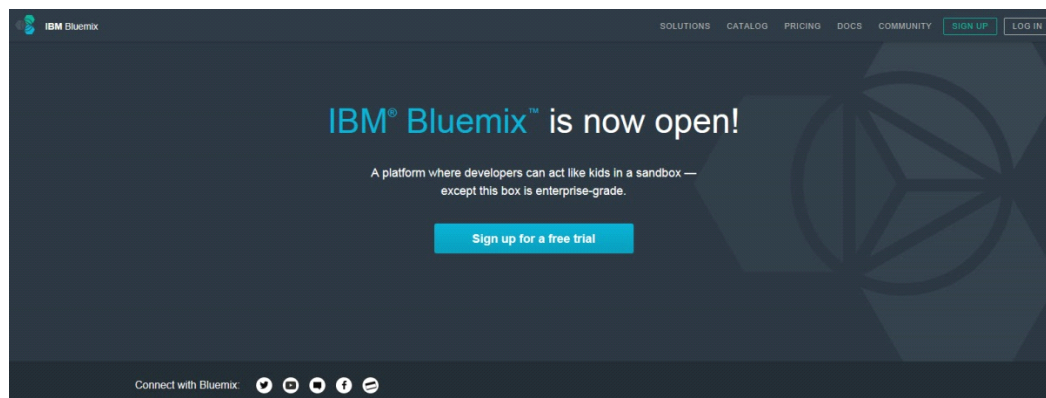 IBM Bluemix
SOLUTIONS CATALOG PRICING DOCS COMMUNITY SIGN UP LOG IN
IBM® Bluemix™ is now open!
A platform where developers can act like kids in a sandbox —
except this box is enterprise-grade.
Sign up for a free trial
Connect with Bluemix: